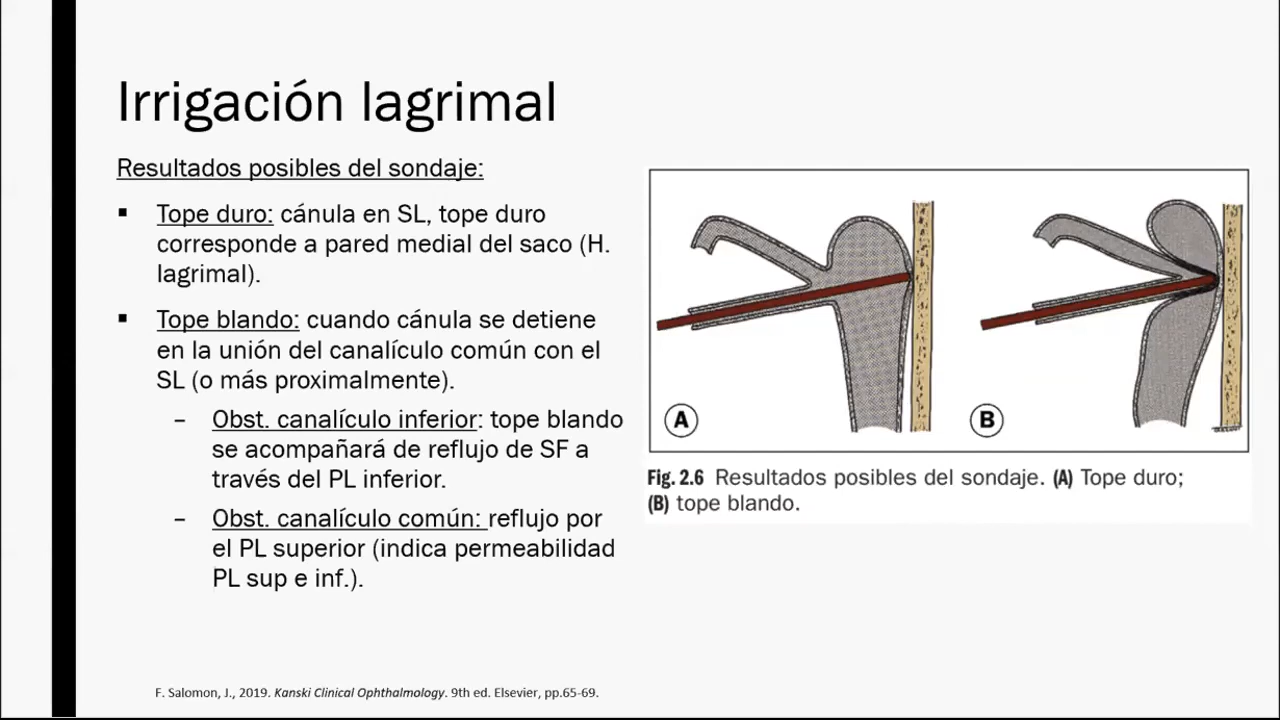 Irrigación lagrimal
Resultados posibles del sondaje:
▪ Tope duro: cánula en SL, tope duro
corresponde a pared medial del saco (H.
lagrimal).
▪ Tope blando: cuando cánula se detiene
en la unión del canalículo común con el
SL (o más proximalmente).
– Obst. canalículo inferior: tope blando
se acompañará de reflujo de SF a
través del PL inferior.
– Obst. canalículo común: reflujo por
el PL superior (indica permeabilidad
PL sup e inf.).
A
B
Fig. 2.6 Resultados posibles del sondaje. (A) Tope duro;
(B) tope blando.
F. Salomon, J., 2019. Kanski Clinical Ophthalmology. 9th ed. Elsevier, pp.65-69.